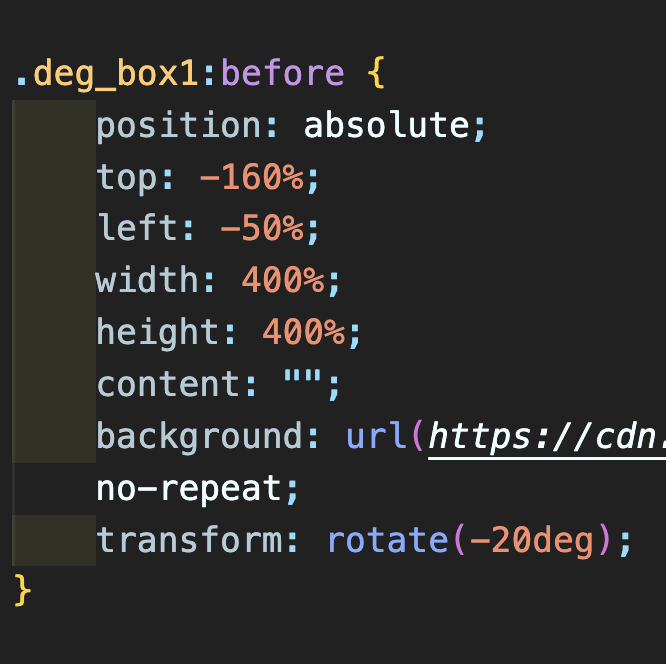 .deg_box1:before {
position: absolute;
top: -160%;
left: -50%;
width: 400%;
height: 400%;
content: "";
background: url(https://cdn.
no-repeat;
transform: rotate(-20deg);
}